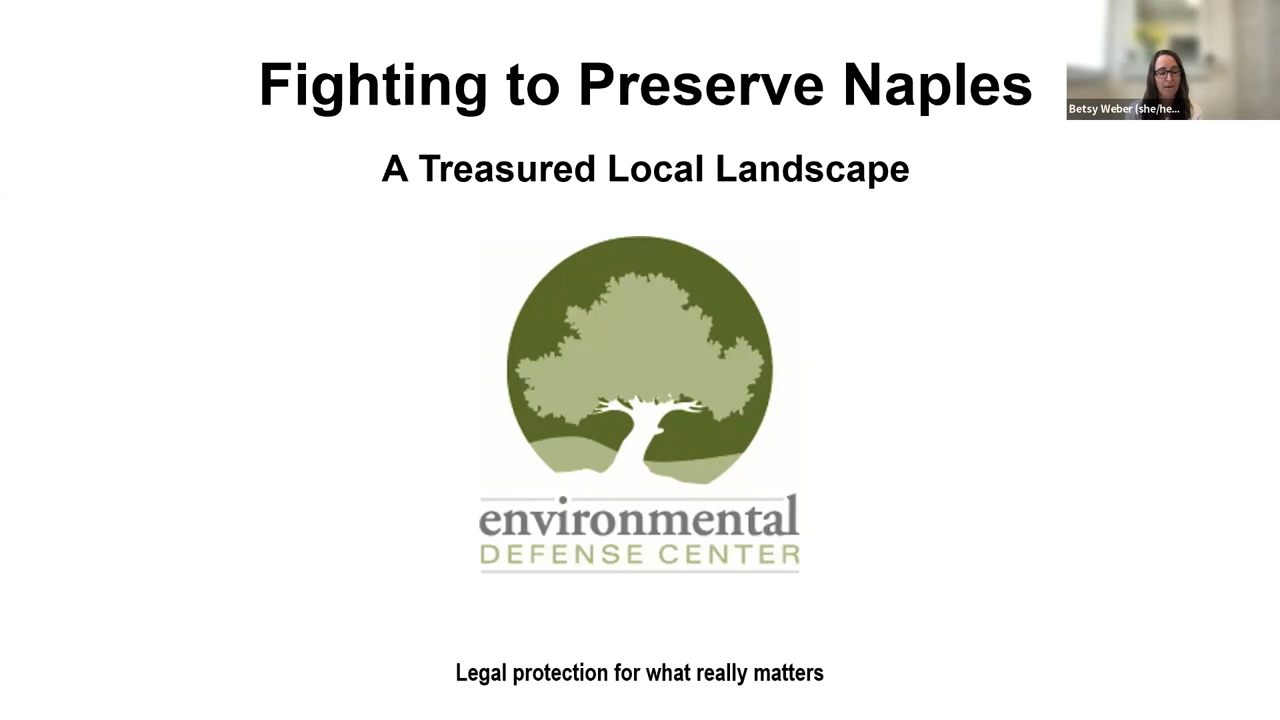 Fighting to Preserve Naples
Betsy Weber (she/he...
A Treasured Local Landscape
environmental
DEFENSE CENTER
Legal protection for what really matters